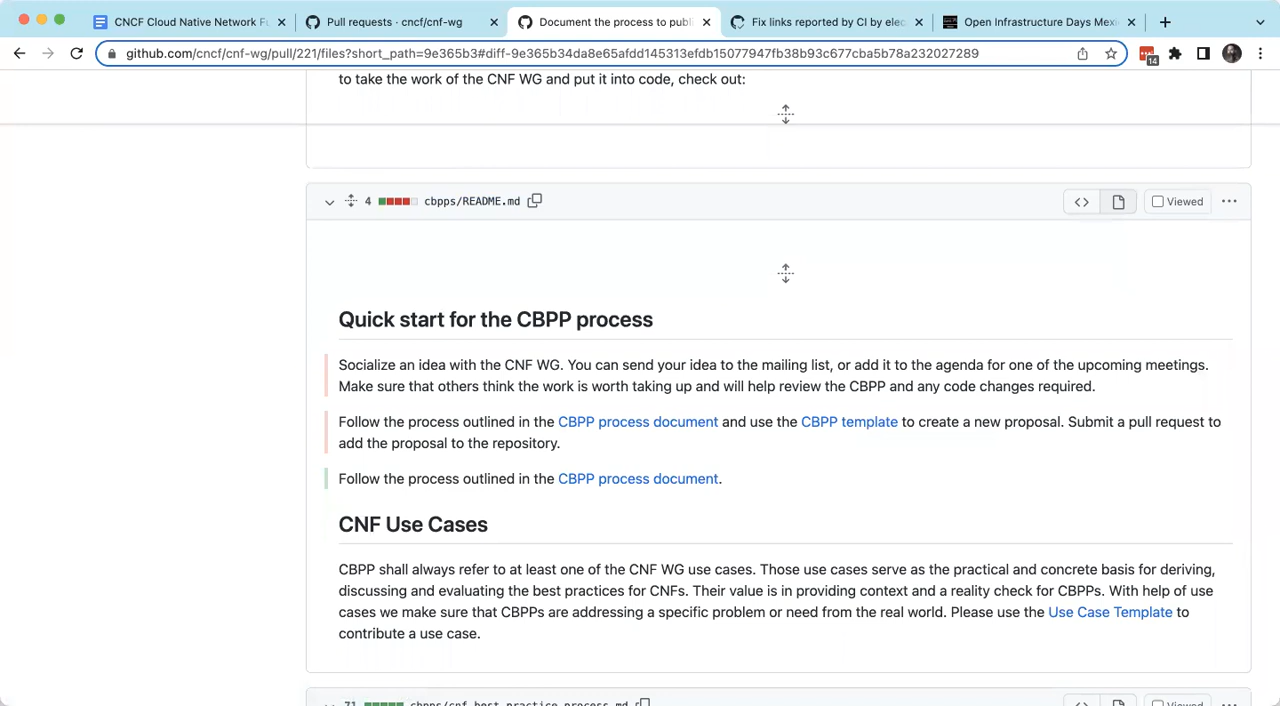 CNCF Cloud Native Network Fu
Pull requests · cncf/cnf-wg
Document the process to publ
Fix links reported by CI by elec
Open Infrastructure Days Mexi
github.com/cncf/cnf-wg/pull/221/files?short_path=9e365b3#diff-9e365b34da8e65afdd145313efdb15077947fb38b93c677cba5b78a232027289
14
to take the work of the CNF WG and put it into code, check out:
4 cbpps/README.md
Viewed
Quick start for the CBPP process
Socialize an idea with the CNF WG. You can send your idea to the mailing list, or add it to the agenda for one of the upcoming meetings.
Make sure that others think the work is worth taking up and will help review the CBPP and any code changes required.
Follow the process outlined in the CBPP process document and use the CBPP template to create a new proposal. Submit a pull request to
add the proposal to the repository.
Follow the process outlined in the CBPP process document.
CNF Use Cases
CBPP shall always refer to at least one of the CNF WG use cases. Those use cases serve as the practical and concrete basis for deriving,
discussing and evaluating the best practices for CNFs. Their value is in providing context and a reality check for CBPPs. With help of use
cases we make sure that CBPPs are addressing a specific problem or need from the real world. Please use the Use Case Template to
contribute a use case.
71 cbpps/cnf_best_practice_process.md
Viewed